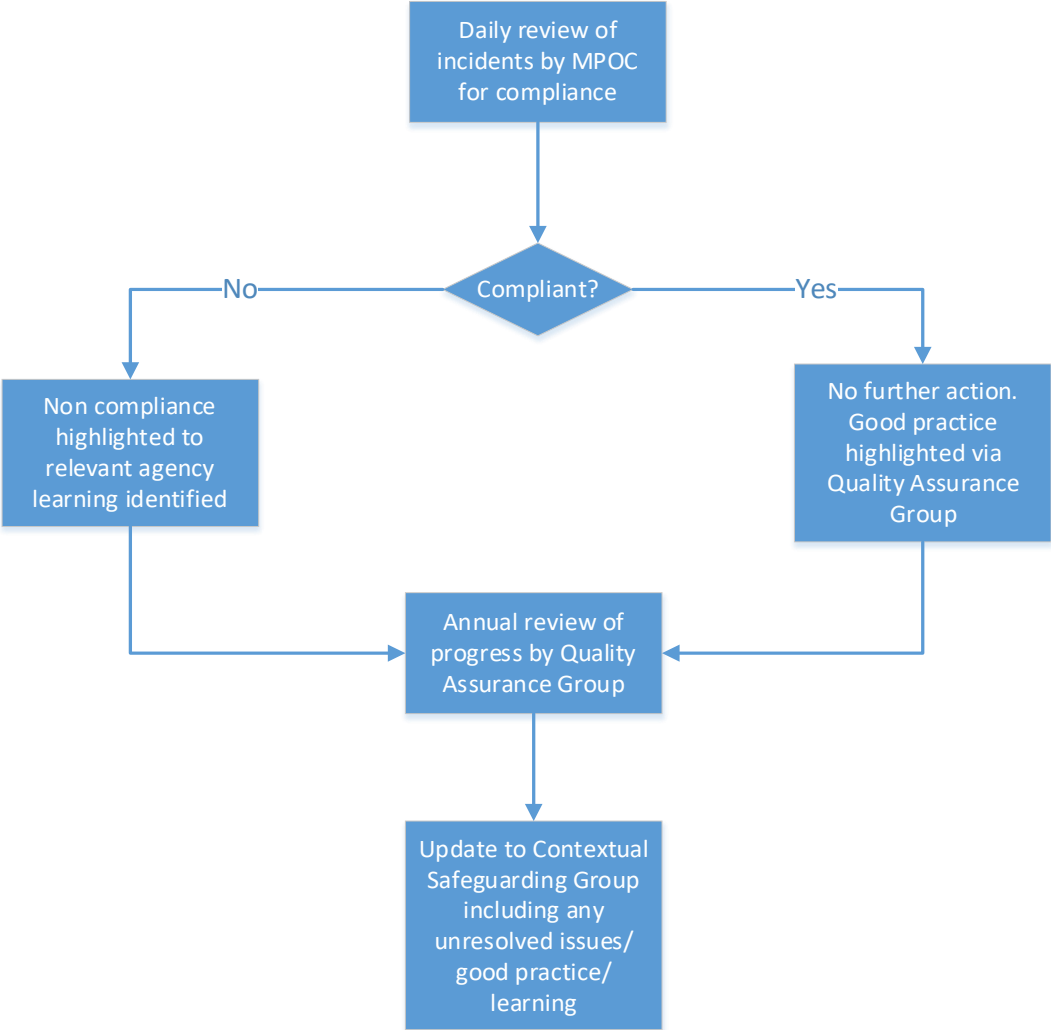 Daily review of
incidents by MPOC
for compliance
Compliant?
No
Yes
Non compliance
highlighted to
relevant agency
learning identified
No further action.
Good practice
highlighted via
Quality Assurance
Group
Annual review of
progress by Quality
Assurance Group
Update to Contextual
Safeguarding Group
including any
unresolved issues/
good practice/
learning